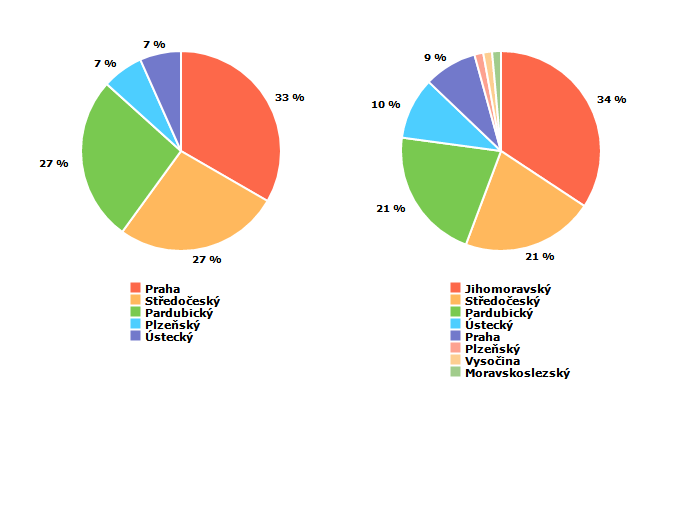 7 %
7 %
33 %
27 %
27 %
Praha
Středočeský
Pardubický
Plzeňský
Ústecký
9 %
10 %
34 %
21 %
21 %
Jihomoravský
Středočeský
Pardubický
Ústecký
Praha
Plzeňský
Vysočina
Moravskoslezský